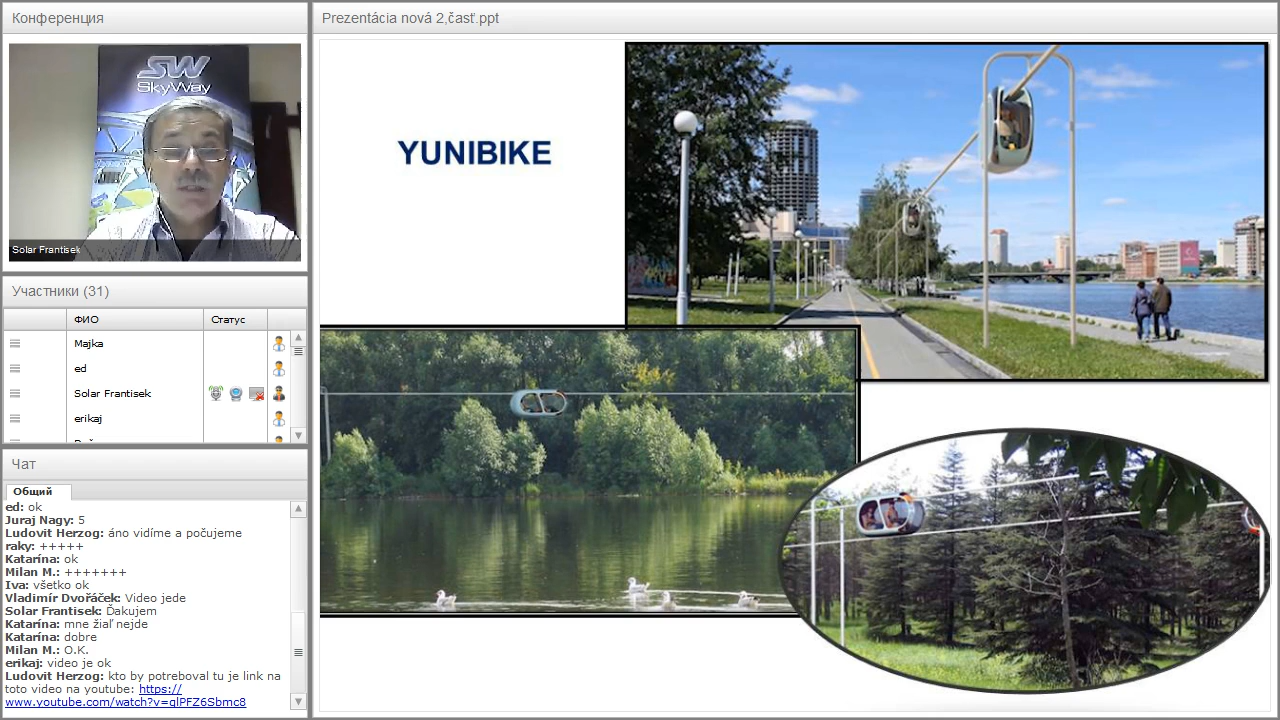 Конференция
SW
SkyWay
Solar Frantisek
Участники (31)
ФИО
Статус
Majka
ed
Solar Frantisek
erikaj
Чат
Общий
ed: ok
Juraj Nagy: 5
Ludovit Herzog: áno vidíme a počujeme
raky: +++++
Katarína: ok
Milan M.: +++++++
Iva: všetko ok
Vladimír Dvořáček: Video jede
Solar Frantisek: Ďakujem
Katarína: mne žiaľ nejde
Katarína: dobre
Milan M.: O.K.
erikaj: video je ok
Ludovit Herzog: kto by potreboval tu je link na
toto video na youtube: https://
www.youtube.com/watch?v=qlPFZ6Sbmc8
Prezentácia nová 2,časť.ppt
YUNIBIKE